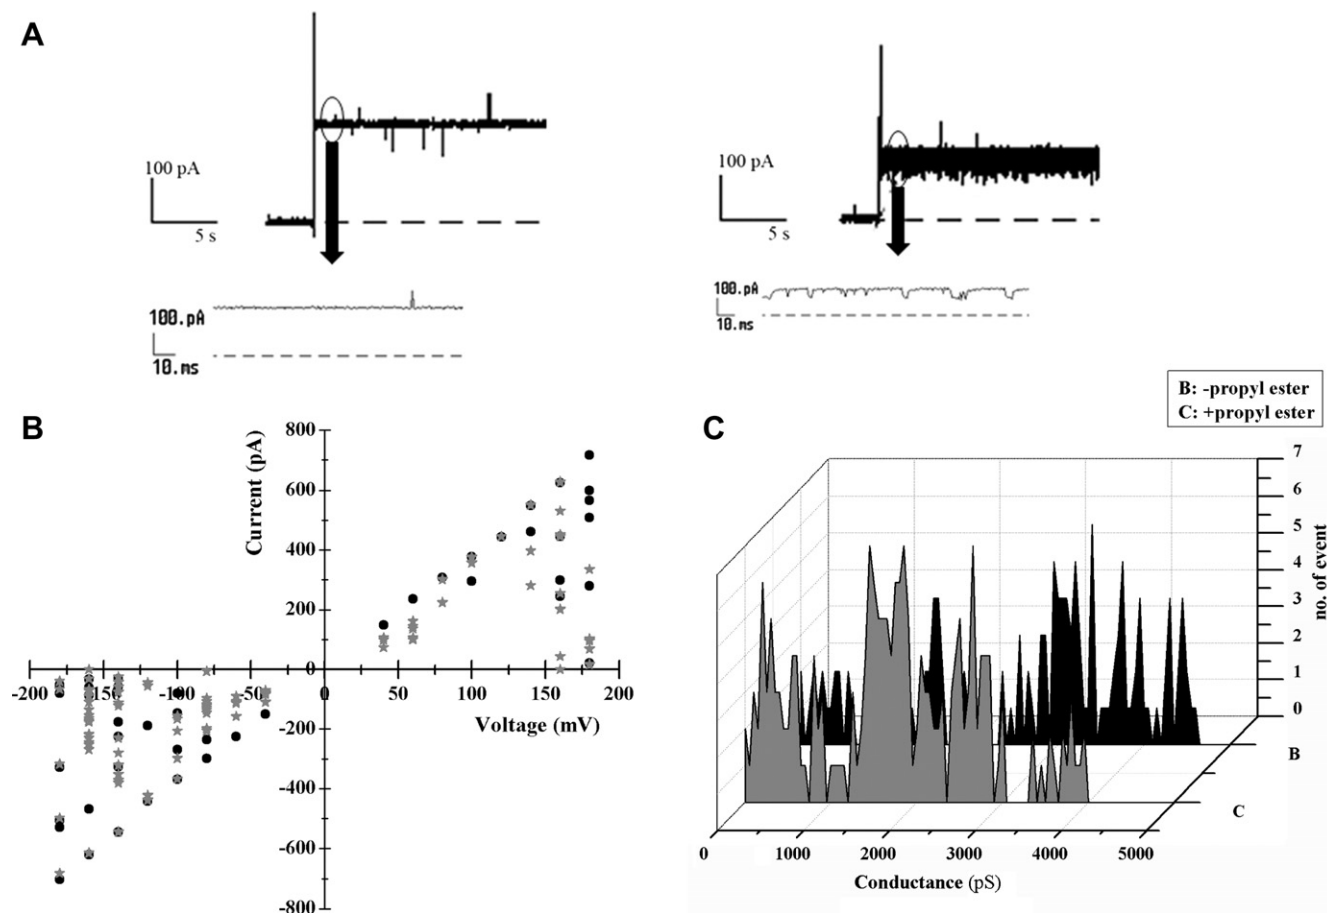 A
100 pA
5 s
100.pA
10.ms
100 pA
5 s
100.pA
10.ms
B: -propyl ester
C: +propyl ester
B
800
600
400
200
0
-200
-400
-600
-800
Current (pA)
-200 -150 -100 -50 0 50 100 150 200
Voltage (mV)
C
7
6
5
4
3
2
1
0
no. of event
B
C
0 1000 2000 3000 4000 5000
Conductance (pS)